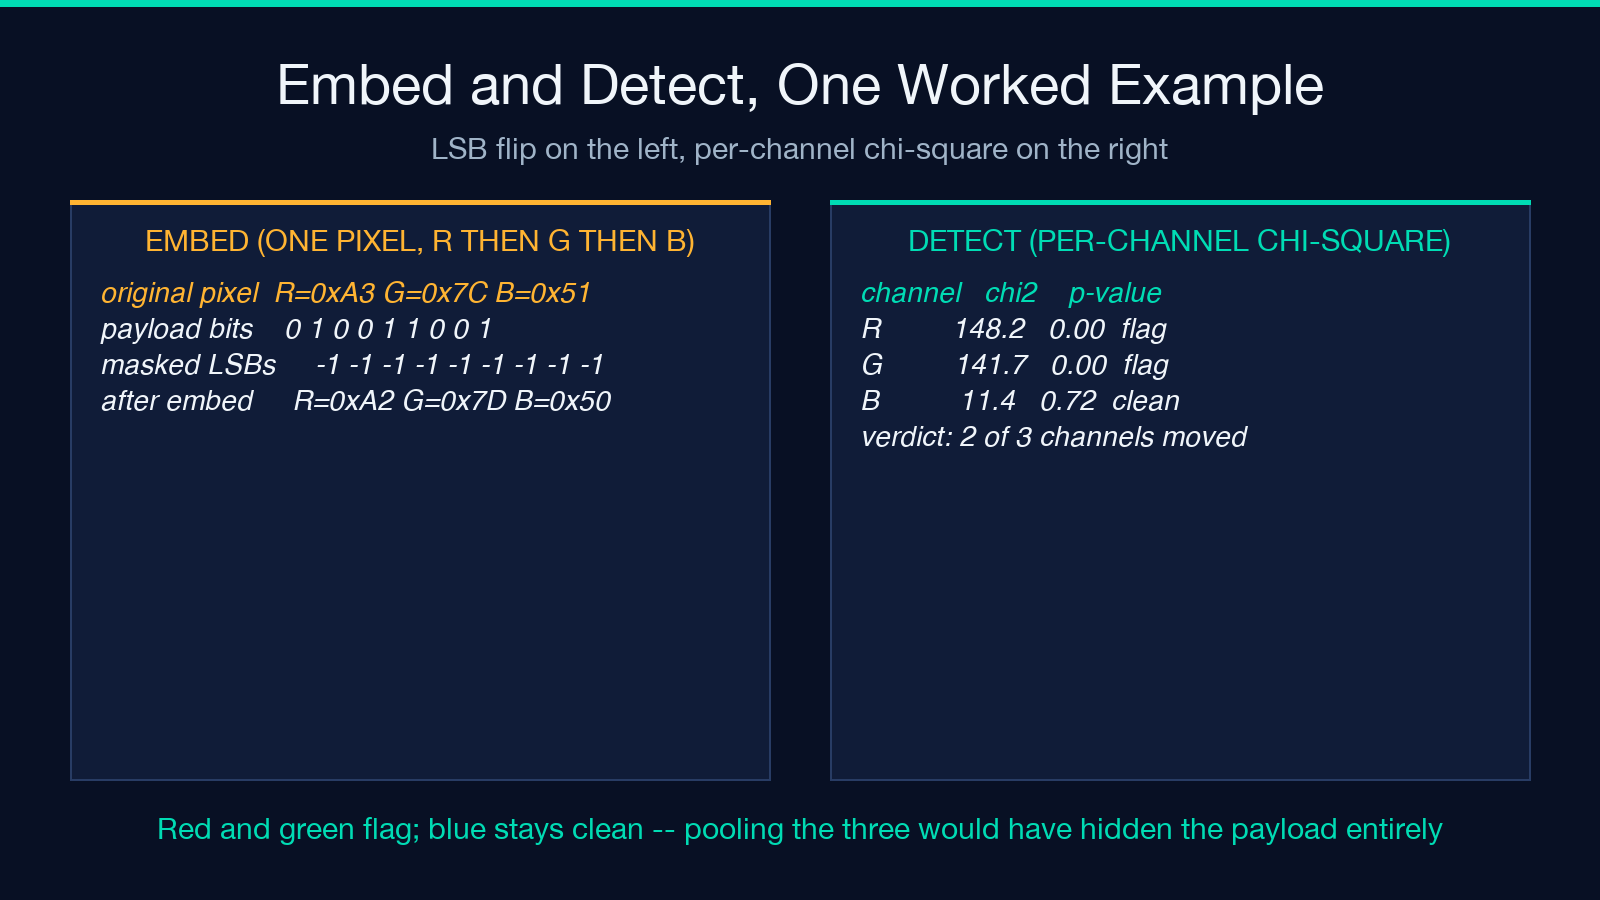 Embed and Detect, One Worked Example
LSB flip on the left, per-channel chi-square on the right
EMBED (ONE PIXEL, R THEN G THEN B)
original pixel R=0xA3 G=0x7C B=0x51
payload bits 0 1 0 0 1 1 0 0 1
masked LSBs -1 -1 -1 -1 -1 -1 -1 -1 -1
after embed R=0xA2 G=0x7D B=0x50
DETECT (PER-CHANNEL CHI-SQUARE)
channel chi2 p-value
R 148.2 0.00 flag
G 141.7 0.00 flag
B 11.4 0.72 clean
verdict: 2 of 3 channels moved
Red and green flag; blue stays clean -- pooling the three would have hidden the payload entirely